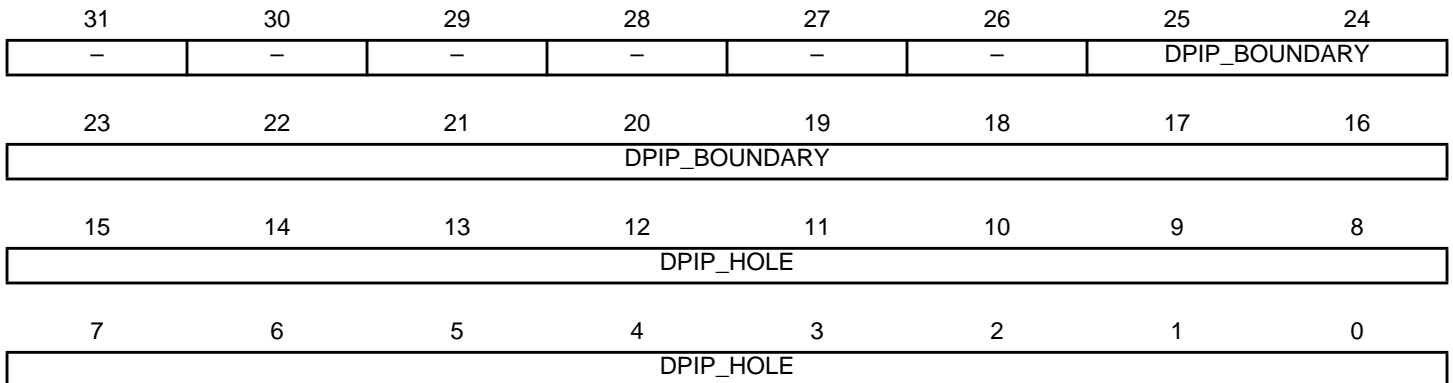 31 30 29 28 27 26 25 24
– – – – – – DPIP_BOUNDARY
23 22 21 20 19 18 17 16
DPIP_BOUNDARY
15 14 13 12 11 10 9 8
DPIP_HOLE
7 6 5 4 3 2 1 0
DPIP_HOLE